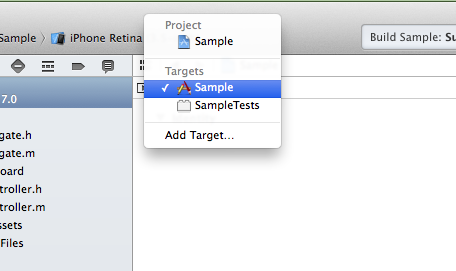 Project
Sample
Sample
iPhone Retina
Build Sample: Su
Targets
Sample
7.0
SampleTests
gate.h
Add Target...
gate.m
oard
troller.h
troller.m
ssets
Files